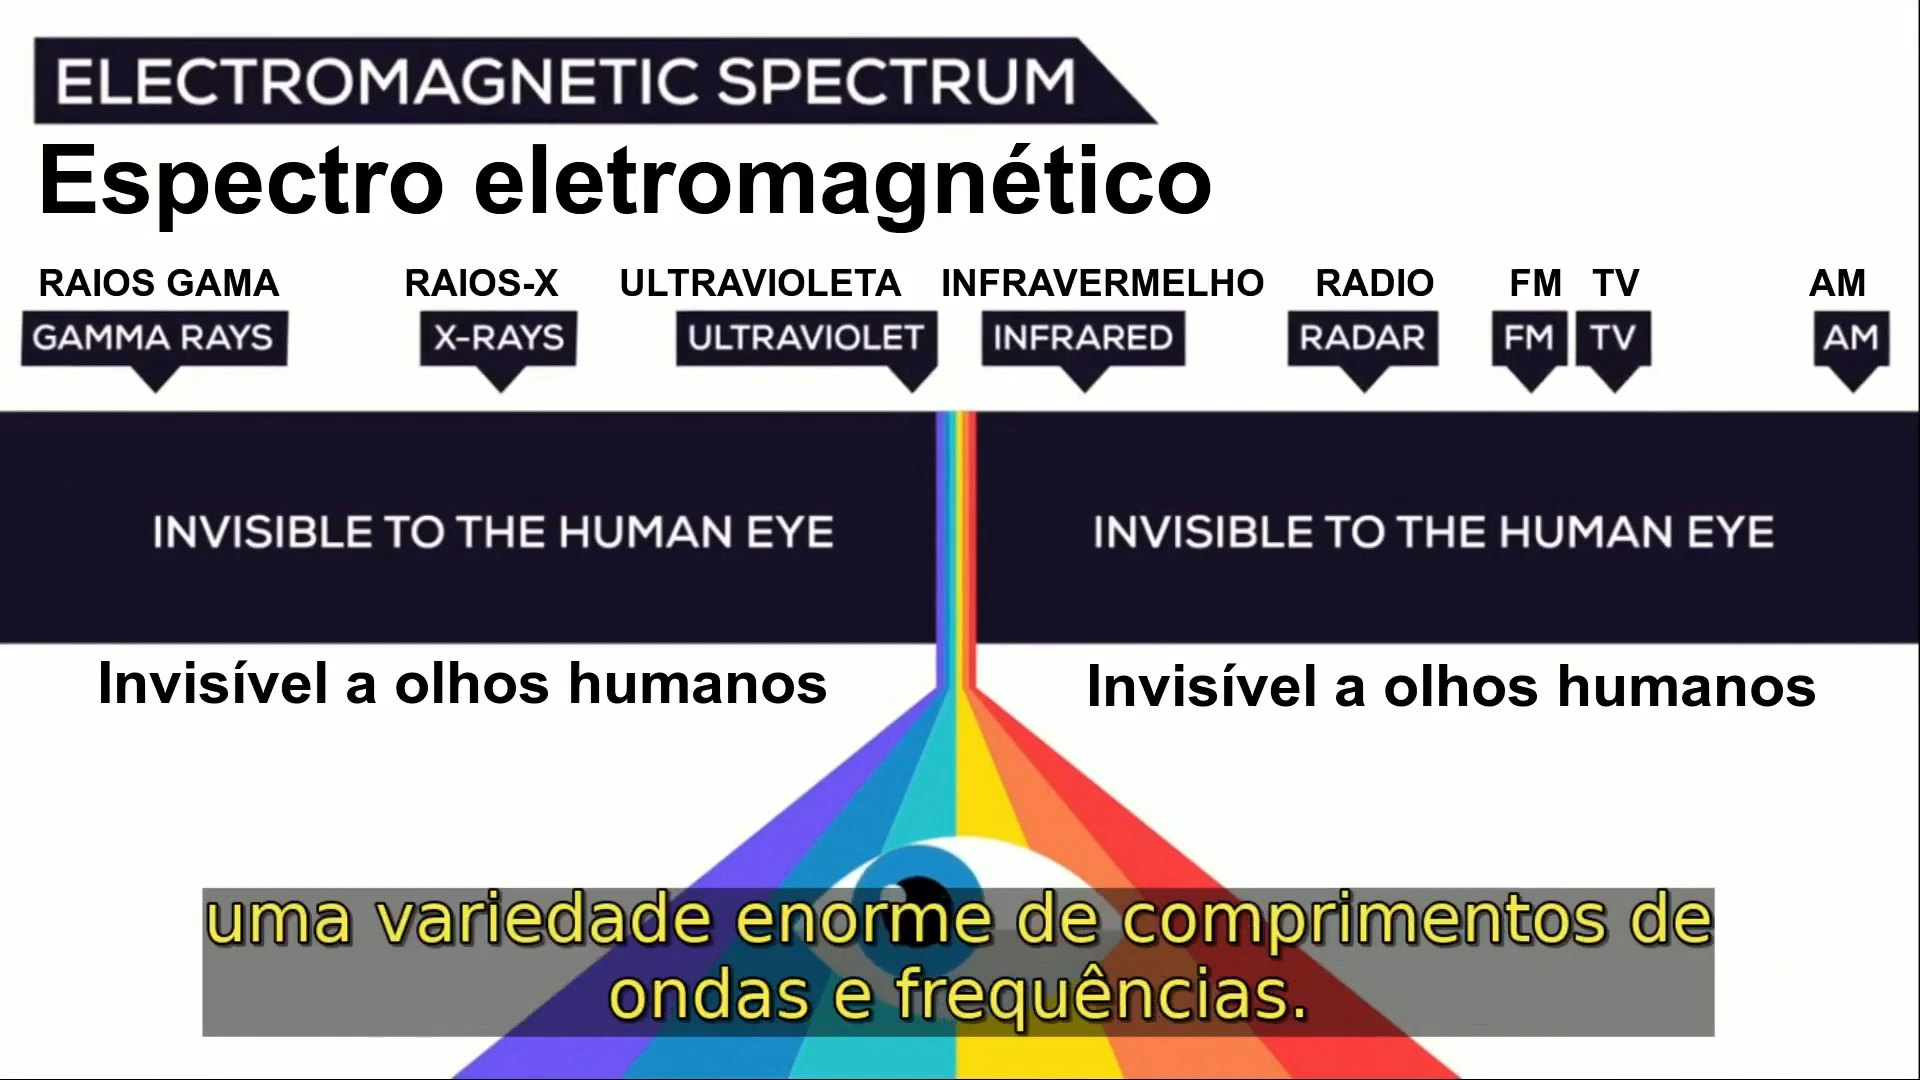 ELECTROMAGNETIC SPECTRUM
Espectro eletromagnético
RAIOS GAMA RAIOS-X ULTRAVIOLETA INFRAVERMELHO RADIO FM TV AM
GAMMA RAYS X-RAYS ULTRAVIOLET INFRARED RADAR FM TV AM
INVISIBLE TO THE HUMAN EYE INVISIBLE TO THE HUMAN EYE
Invisível a olhos humanos Invisível a olhos humanos
uma variedade enorme de comprimentos de
ondas e frequências.